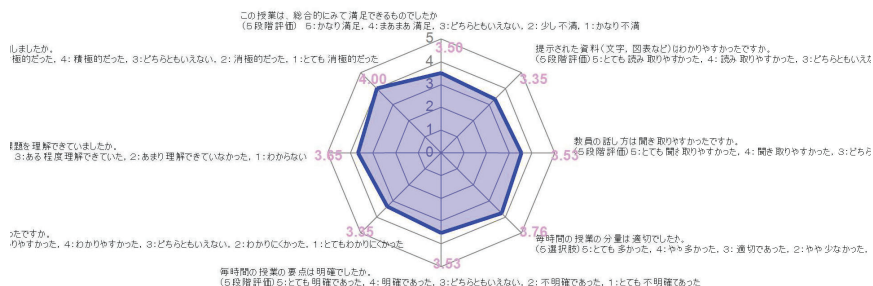 この授業は、総合的にみて満足できるものでしたか
(5段階評価) 5:かなり満足, 4:まあまあ満足, 3:どちらともいえない, 2:少し不満, 1:かなり不満
3.50
しましたか。
極的だった, 4:積極的だった, 3:どちらともいえない, 2:消極的だった, 1:とても消極的だった
4.00
提示された資料(文字, 図表など)はわかりやすかったですか。
(5段階評価)5:とても読み取りやすかった, 4:読み取りやすかった, 3:どちらともいえな
3.35
5
4
3
2
1
0
題を理解できていましたか。
3:ある程度理解できていた, 2:あまり理解できていなかった, 1:わからない
3.65
教員の話し方は聞き取りやすかったですか。
(5段階評価)5:とても聞き取りやすかった, 4:聞き取りやすかった, 3:どちら
3.53
ったですか。
りやすかった, 4:わかりやすかった, 3:どちらともいえない, 2:わかりにくかった, 1:とてもわかりにくかった
3.35
毎時間の授業の分量は適切でしたか。
(5選択肢)5:とても多かった, 4:やや多かった, 3:適切であった, 2:やや少なかった,
3.76
3.53
毎時間の授業の要点は明確でしたか。
(5段階評価)5:とても明確であった, 4:明確であった, 3:どちらともいえない, 2:不明確であった, 1:とても不明確であった